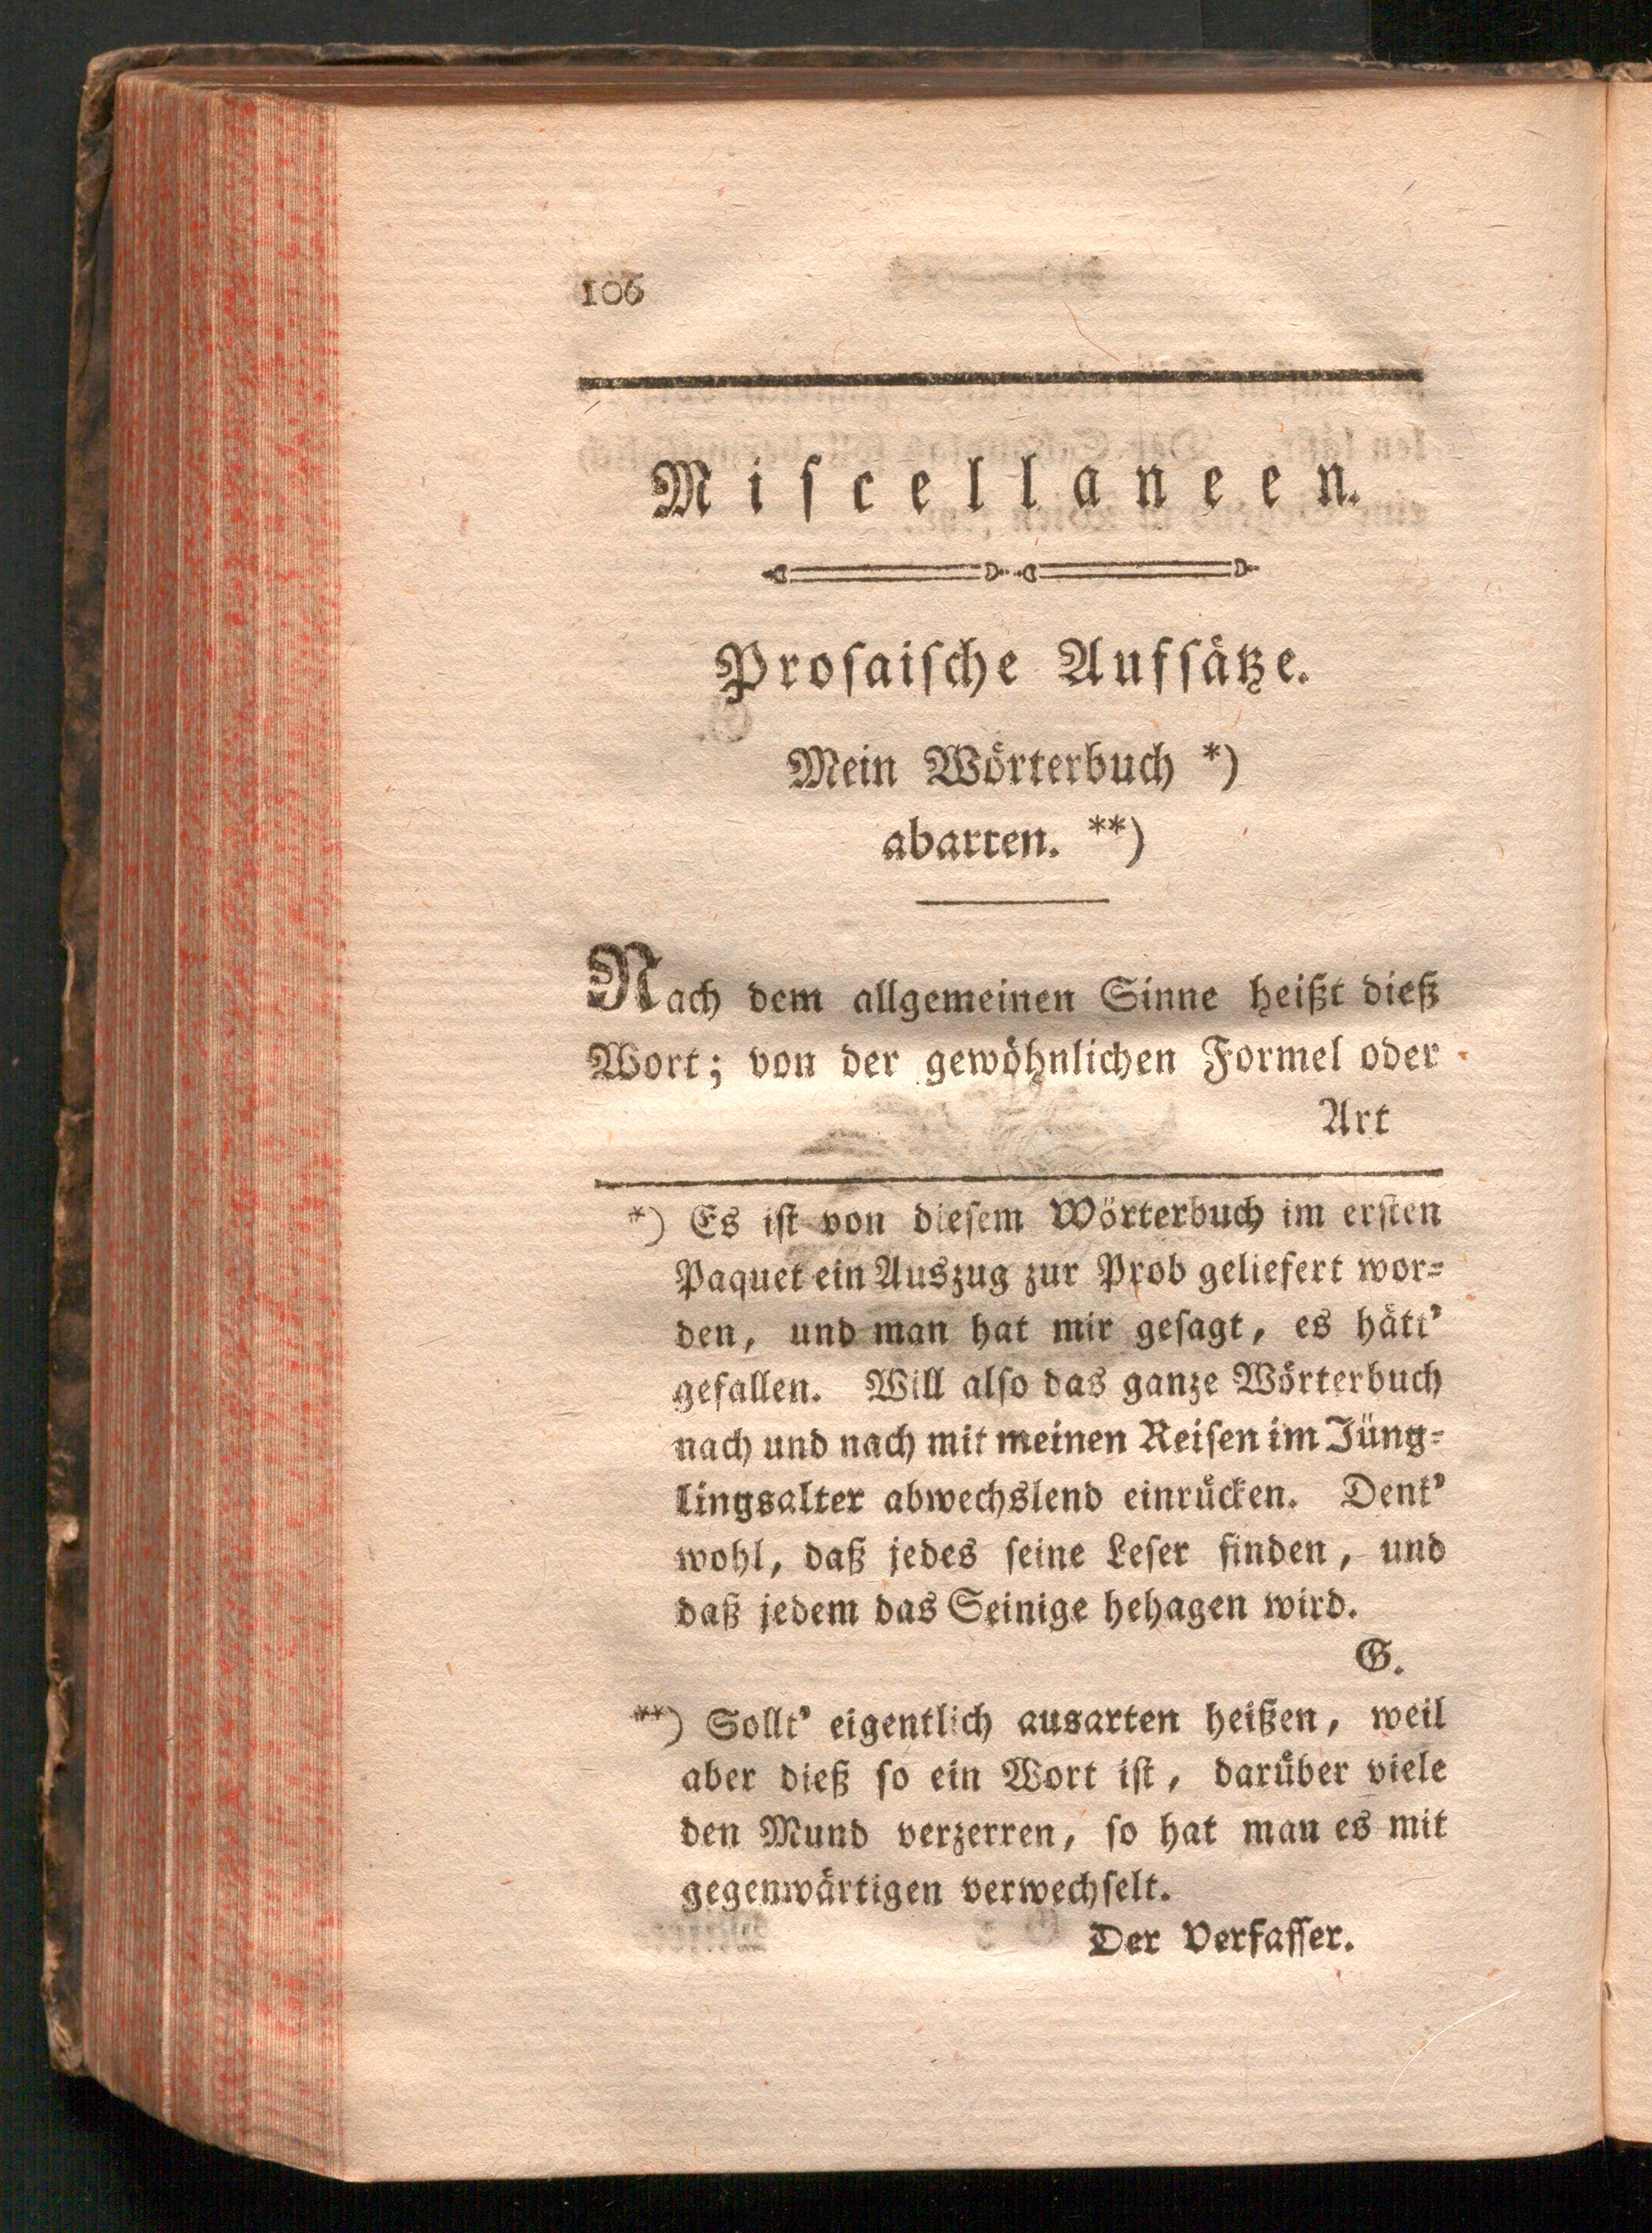 106
Miscellaneen.
Prosaische Aufsätze.
Mein Wörterbuch *)
abarten. **)
Nach dem allgemeinen Sinne heißt dieß
Wort; von der gewöhnlichen Formel oder
Art
*) Es ist von diesem Wörterbuch im ersten
Paquet ein Auszug zur Prob geliefert wor=
den, und man hat mir gesagt, es hätt'
gefallen. Will also das ganze Wörterbuch
nach und nach mit meinen Reisen im Jüng=
lingsalter abwechslend einrücken. Denk'
wohl, daß jedes seine Leser finden, und
daß jedem das Seinige hehagen wird.
G.
**) Sollt' eigentlich ausarten heißen, weil
aber dieß so ein Wort ist, darüber viele
den Mund verzerren, so hat man es mit
gegenwärtigen verwechselt.
Der Verfasser.